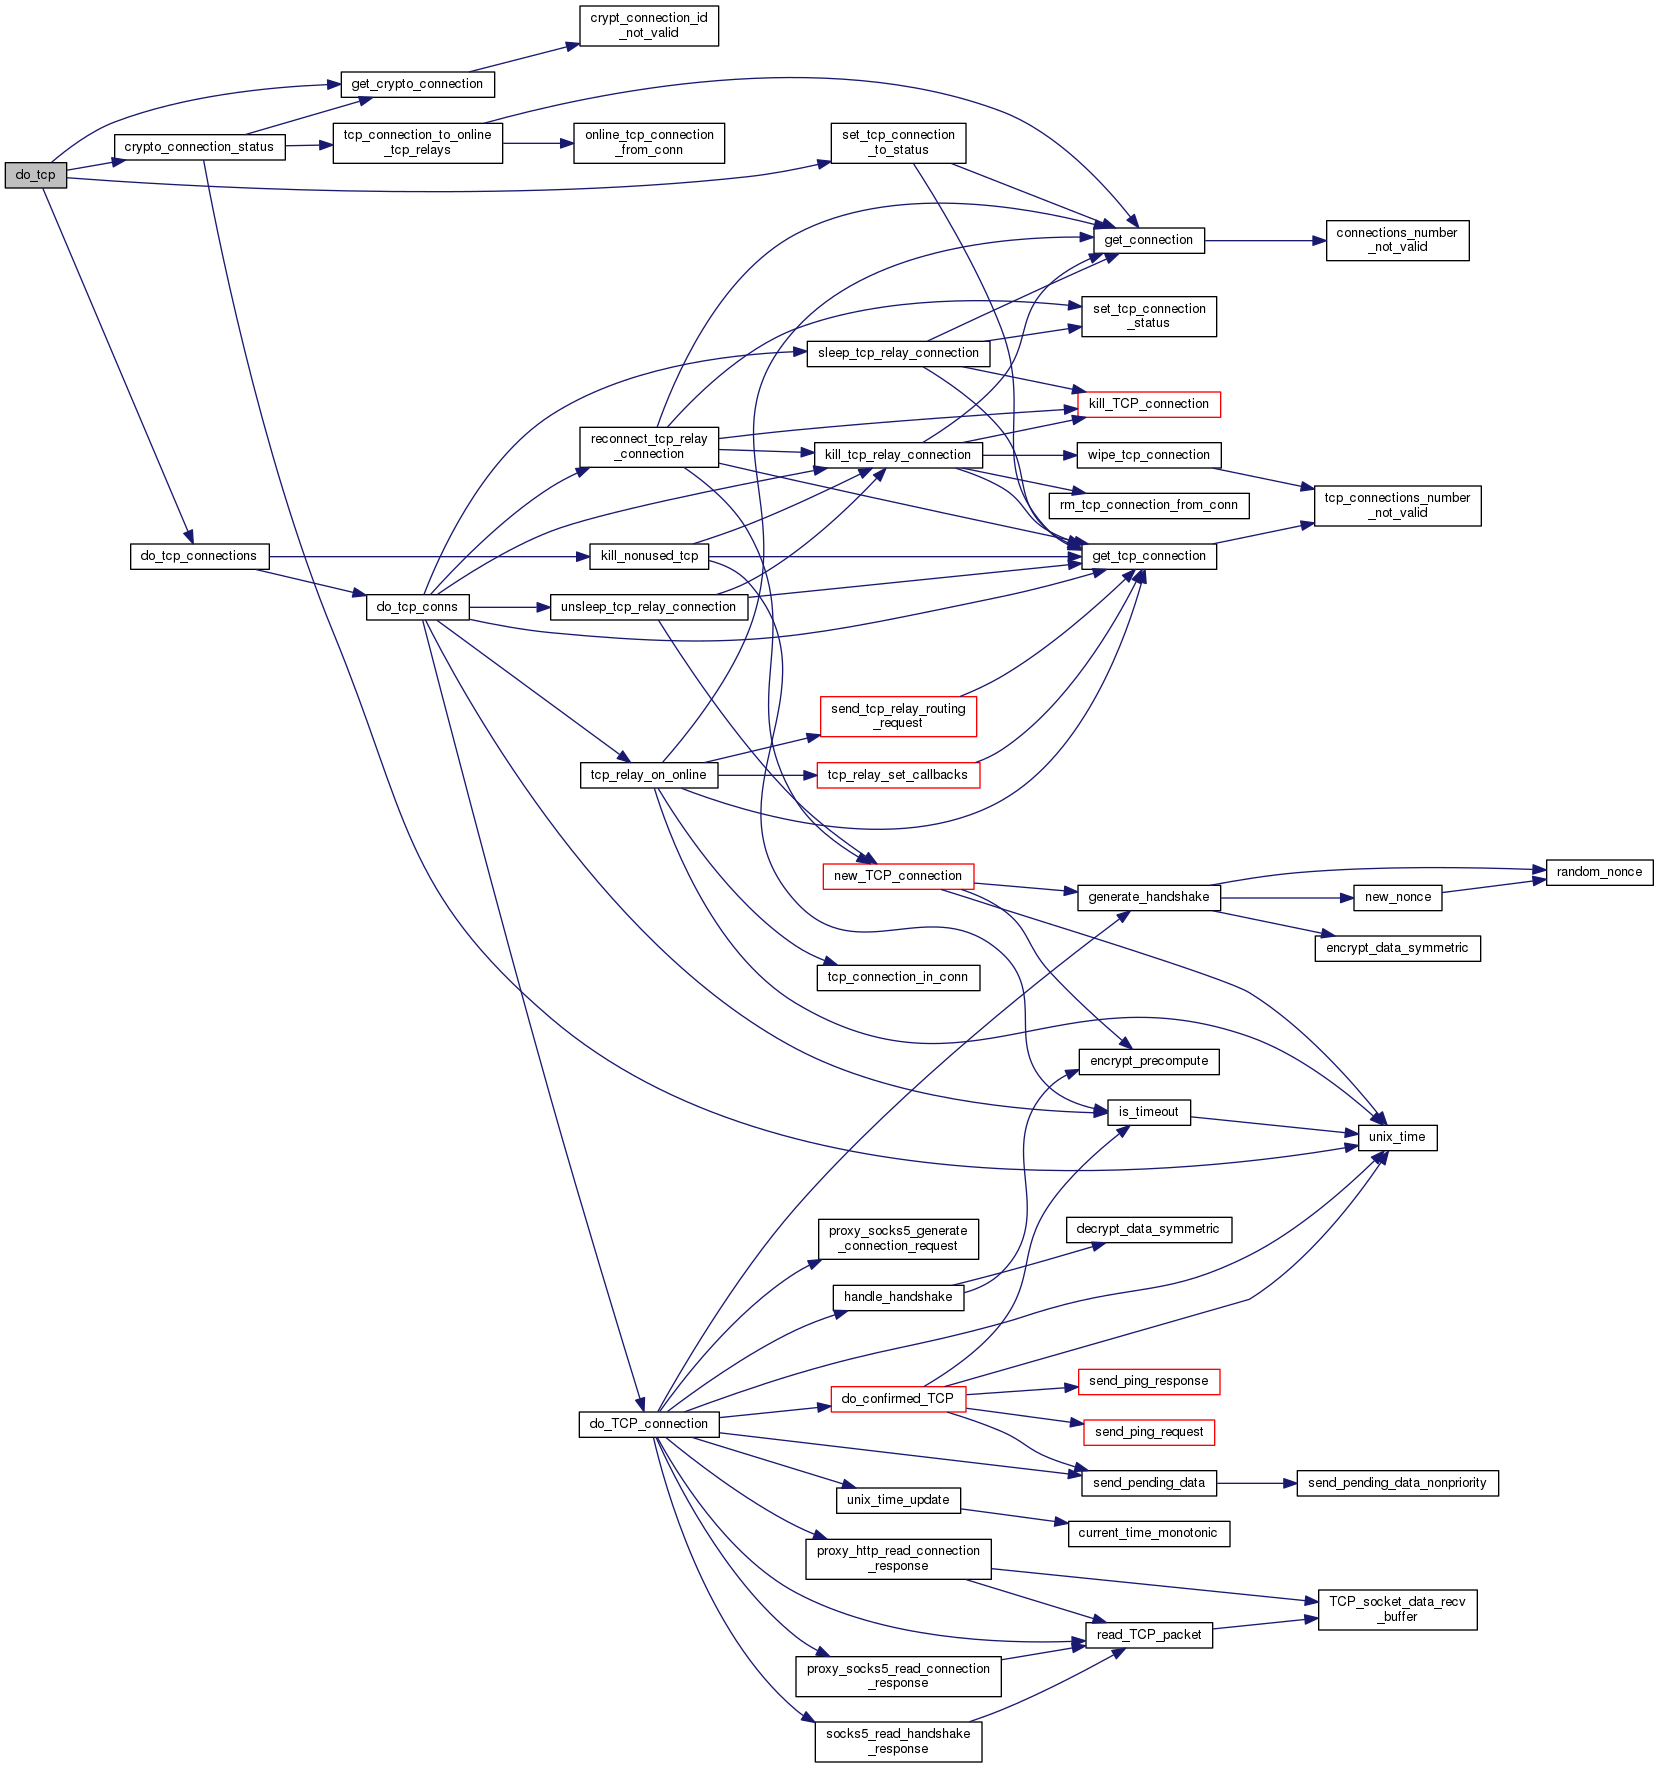 crypt_connection_id
_not_valid
get_crypto_connection
tcp_connection_to_online
_tcp_relays
online_tcp_connection
_from_conn
set_tcp_connection
_to_status
crypto_connection_status
do_tcp
get_connection
connections_number
_not_valid
set_tcp_connection
_status
sleep_tcp_relay_connection
kill_TCP_connection
reconnect_tcp_relay
_connection
kill_tcp_relay_connection
wipe_tcp_connection
rm_tcp_connection_from_conn
tcp_connections_number
_not_valid
do_tcp_connections
kill_nonused_tcp
get_tcp_connection
do_tcp_conns
unsleep_tcp_relay_connection
send_tcp_relay_routing
_request
tcp_relay_on_online
tcp_relay_set_callbacks
new_TCP_connection
generate_handshake
random_nonce
new_nonce
encrypt_data_symmetric
tcp_connection_in_conn
encrypt_precompute
is_timeout
unix_time
proxy_socks5_generate
_connection_request
decrypt_data_symmetric
handle_handshake
do_confirmed_TCP
send_ping_response
do_TCP_connection
send_ping_request
send_pending_data
send_pending_data_nonpriority
unix_time_update
current_time_monotonic
proxy_http_read_connection
_response
TCP_socket_data_recv
_buffer
read_TCP_packet
proxy_socks5_read_connection
_response
socks5_read_handshake
_response